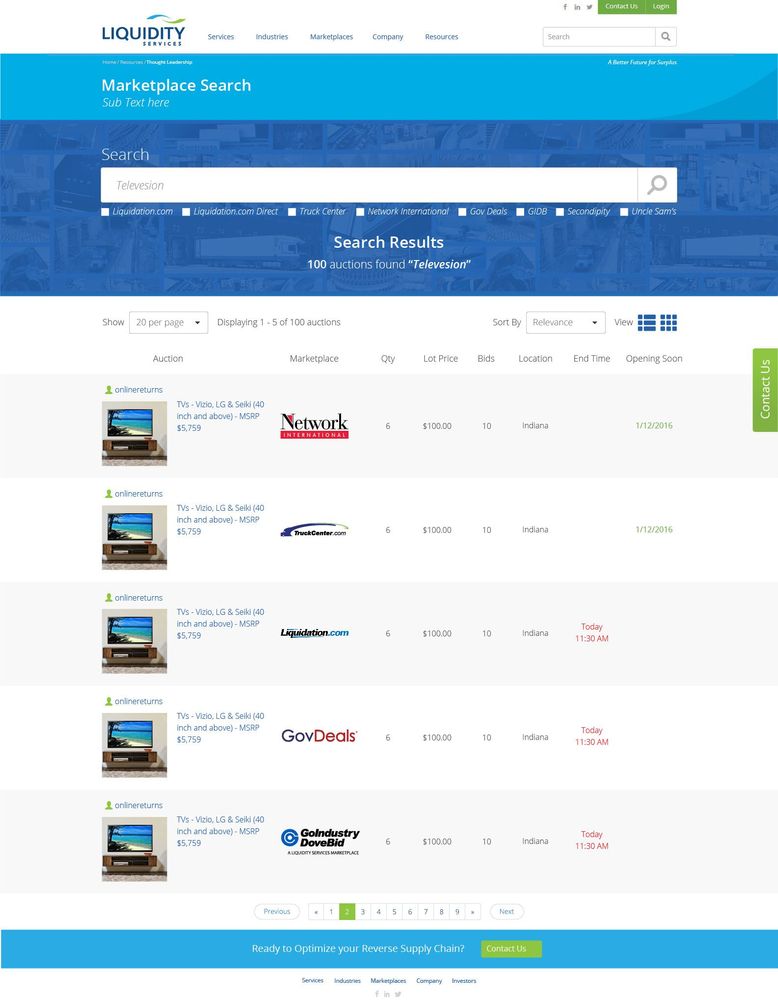 Contact Us Login
LIQUIDITY
SERVICES
Services Industries Marketplaces Company Resources
Search
Home / Resources / Thought Leadership
A Better Future for Surplus
Marketplace Search
Sub Text here
Search
Televesion
Liquidation.com Liquidation.com Direct Truck Center Network International Gov Deals GIDB Secondipity Uncle Sam's
Search Results
100 auctions found “Televesion”
Show 20 per page Displaying 1 - 5 of 100 auctions Sort By Relevance View
Auction Marketplace Qty Lot Price Bids Location End Time Opening Soon
Contact Us
onlinereturns
TVs - Vizio, LG & Seiki (40
inch and above) - MSRP
$5,759
Network
INTERNATIONAL
6 $100.00 10 Indiana 1/12/2016
onlinereturns
TVs - Vizio, LG & Seiki (40
inch and above) - MSRP
$5,759
TruckCenter.com
6 $100.00 10 Indiana 1/12/2016
onlinereturns
TVs - Vizio, LG & Seiki (40
inch and above) - MSRP
$5,759
Liquidation.com
6 $100.00 10 Indiana
Today
11:30 AM
onlinereturns
TVs - Vizio, LG & Seiki (40
inch and above) - MSRP
$5,759
GovDeals
6 $100.00 10 Indiana
Today
11:30 AM
onlinereturns
TVs - Vizio, LG & Seiki (40
inch and above) - MSRP
$5,759
GoIndustry
DoveBid
A LIQUIDITY SERVICES MARKETPLACE
6 $100.00 10 Indiana
Today
11:30 AM
Previous « 1 2 3 4 5 6 7 8 9 » Next
Ready to Optimize your Reverse Supply Chain? Contact Us
Services Industries Marketplaces Company Investors